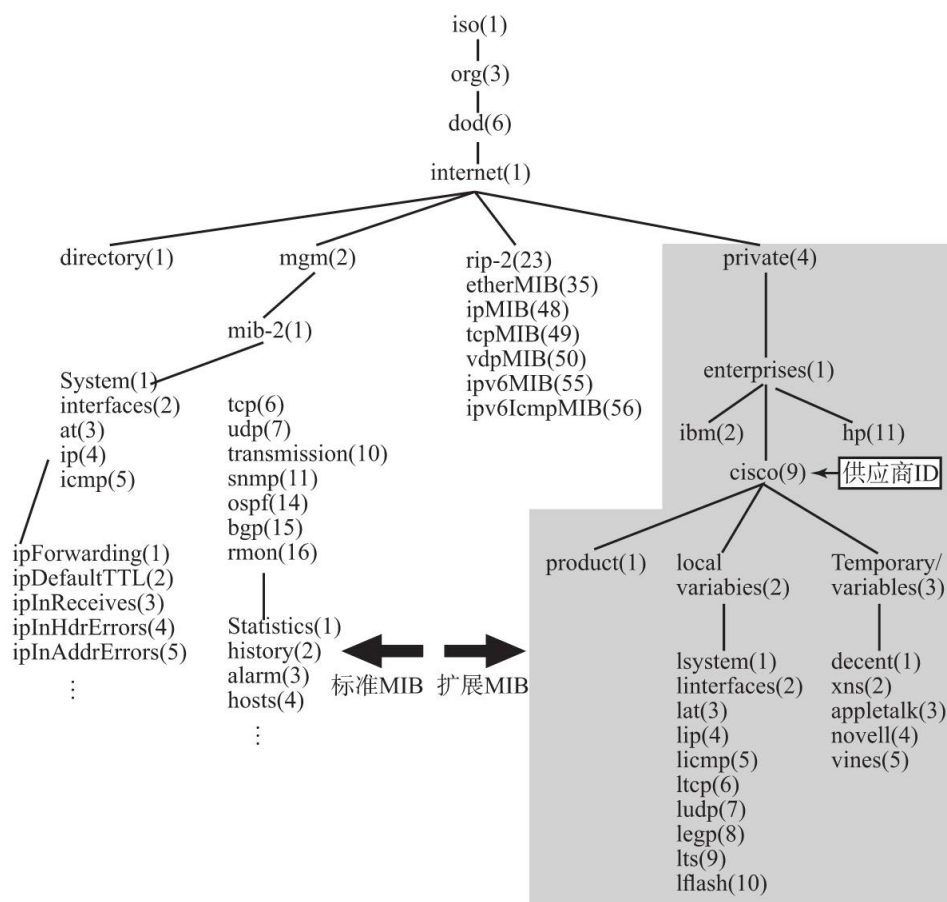 iso(1)
org(3)
dod(6)
internet(1)
directory(1)
mgm(2)
mib-2(1)
System(1)
interfaces(2)
at(3)
ip(4)
icmp(5)
ipForwarding(1)
ipDefaultTTL(2)
ipInReceives(3)
ipInHdrErrors(4)
ipInAddrErrors(5)
⋮
tcp(6)
udp(7)
transmission(10)
snmp(11)
ospf(14)
bgp(15)
rmon(16)
Statistics(1)
history(2)
alarm(3)
hosts(4)
⋮
rip-2(23)
etherMIB(35)
ipMIB(48)
tcpMIB(49)
vdpMIB(50)
ipv6MIB(55)
ipv6IcmpMIB(56)
标准MIB
扩展MIB
private(4)
enterprises(1)
ibm(2)
hp(11)
cisco(9)
供应商ID
product(1)
local
variabies(2)
lsystem(1)
linterfaces(2)
lat(3)
lip(4)
licmp(5)
ltcp(6)
ludp(7)
legp(8)
lts(9)
lflash(10)
Temporary/
variables(3)
decent(1)
xns(2)
appletalk(3)
novell(4)
vines(5)